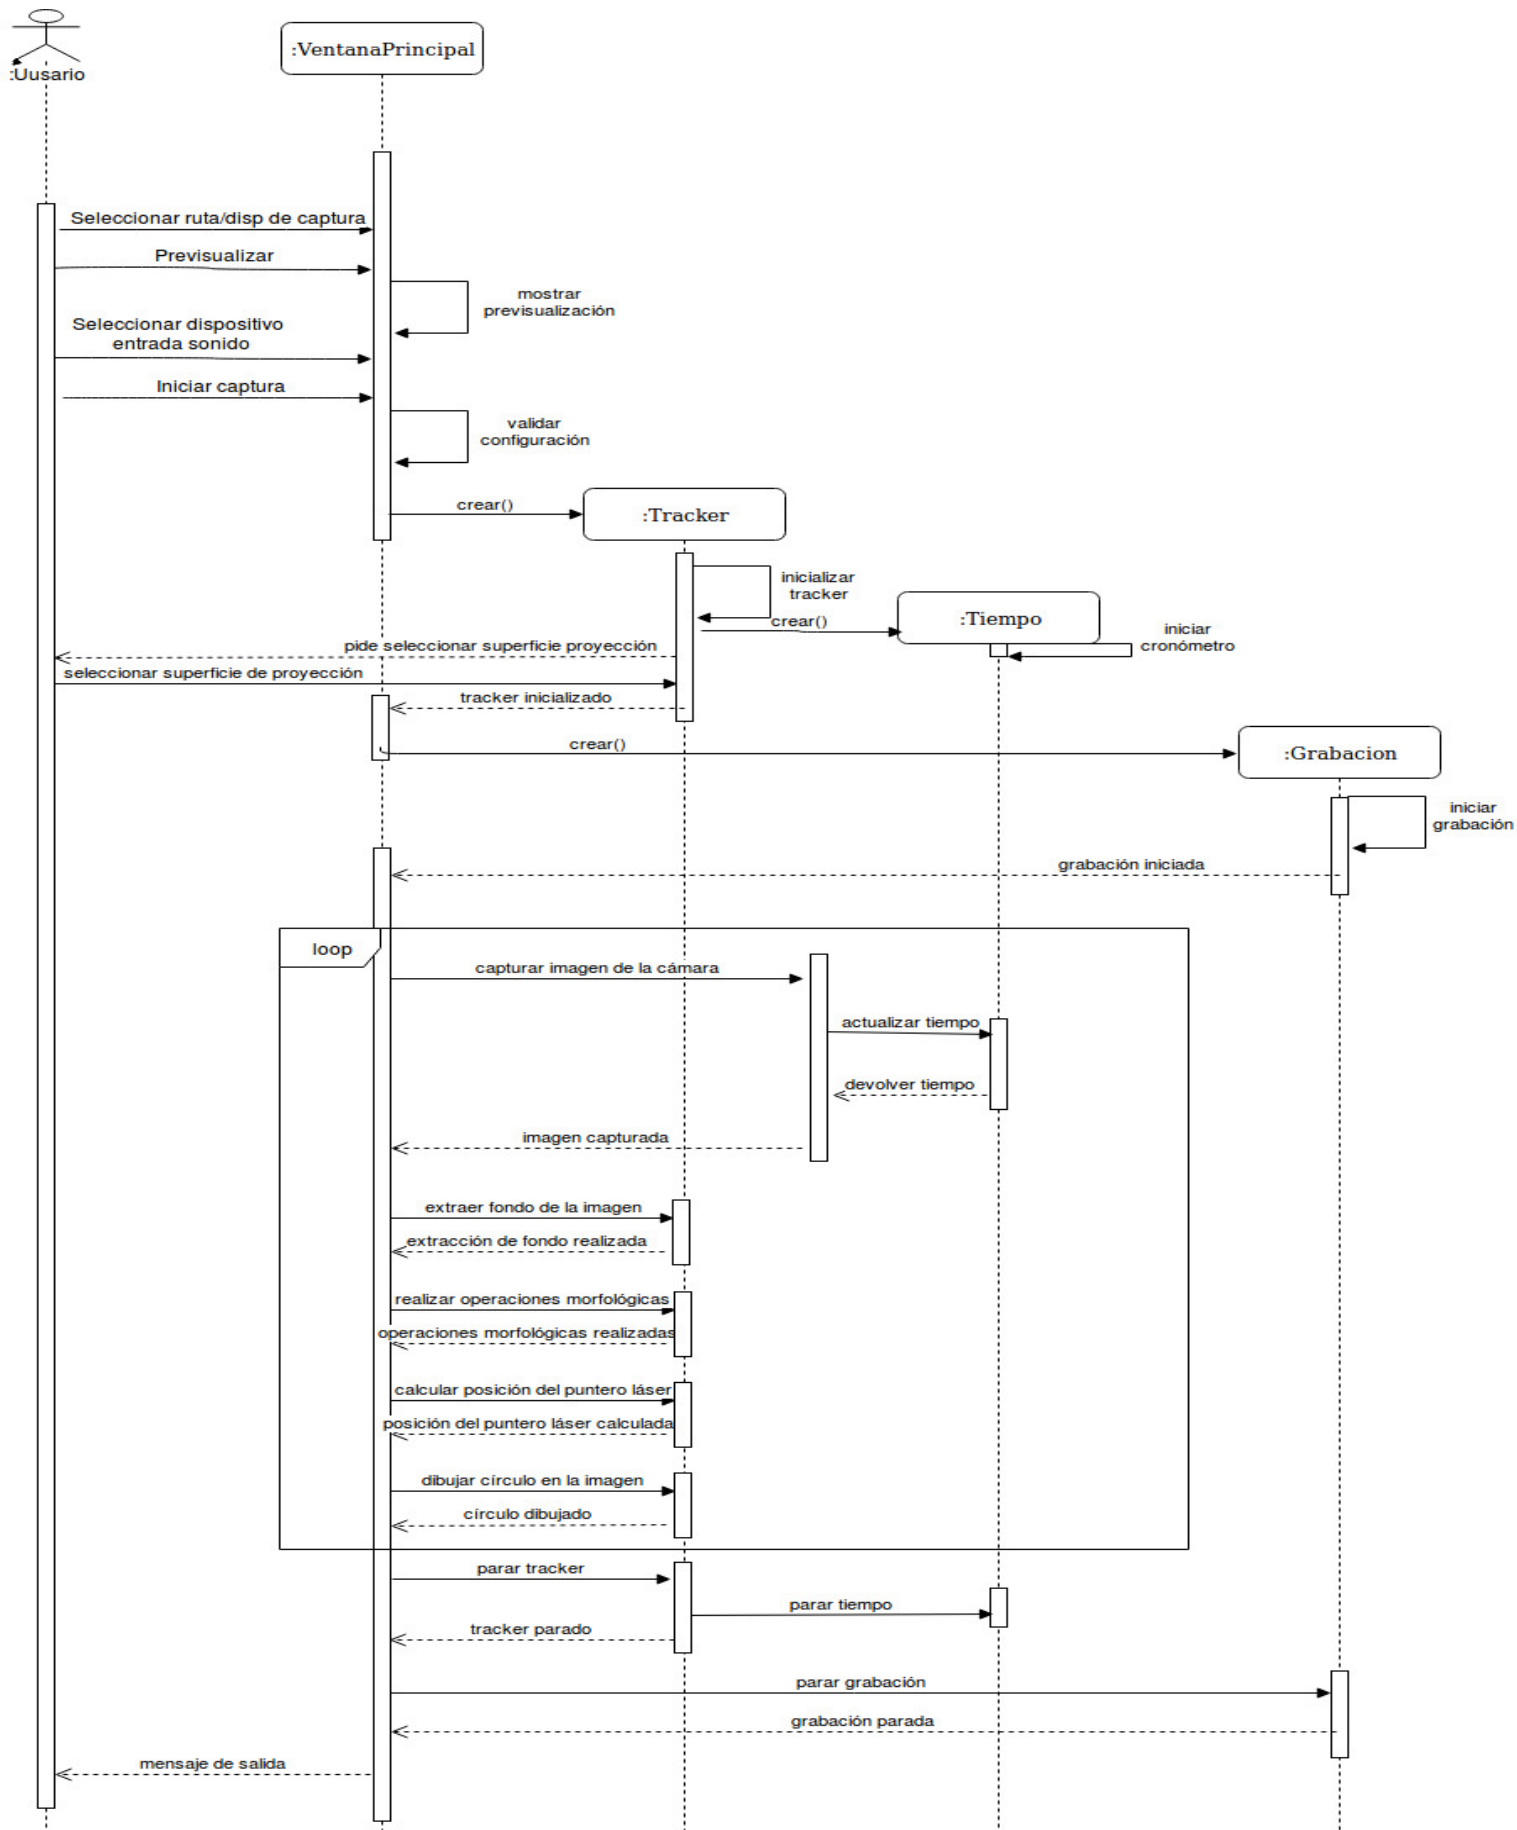 :Uusario
:VentanaPrincipal
Seleccionar ruta/disp de captura
Previsualizar
mostrar
previsualización
Seleccionar dispositivo
entrada sonido
Iniciar captura
validar
configuración
crear()
:Tracker
inicializar
tracker
crear()
:Tiempo
iniciar
cronómetro
pide seleccionar superficie proyección
seleccionar superficie de proyección
tracker inicializado
crear()
:Grabacion
iniciar
grabación
grabación iniciada
loop
capturar imagen de la cámara
actualizar tiempo
devolver tiempo
imagen capturada
extraer fondo de la imagen
extracción de fondo realizada
realizar operaciones morfológicas
operaciones morfológicas realizadas
calcular posición del puntero láser
posición del puntero láser calculada
dibujar círculo en la imagen
círculo dibujado
parar tracker
parar tiempo
tracker parado
parar grabación
grabación parada
mensaje de salida